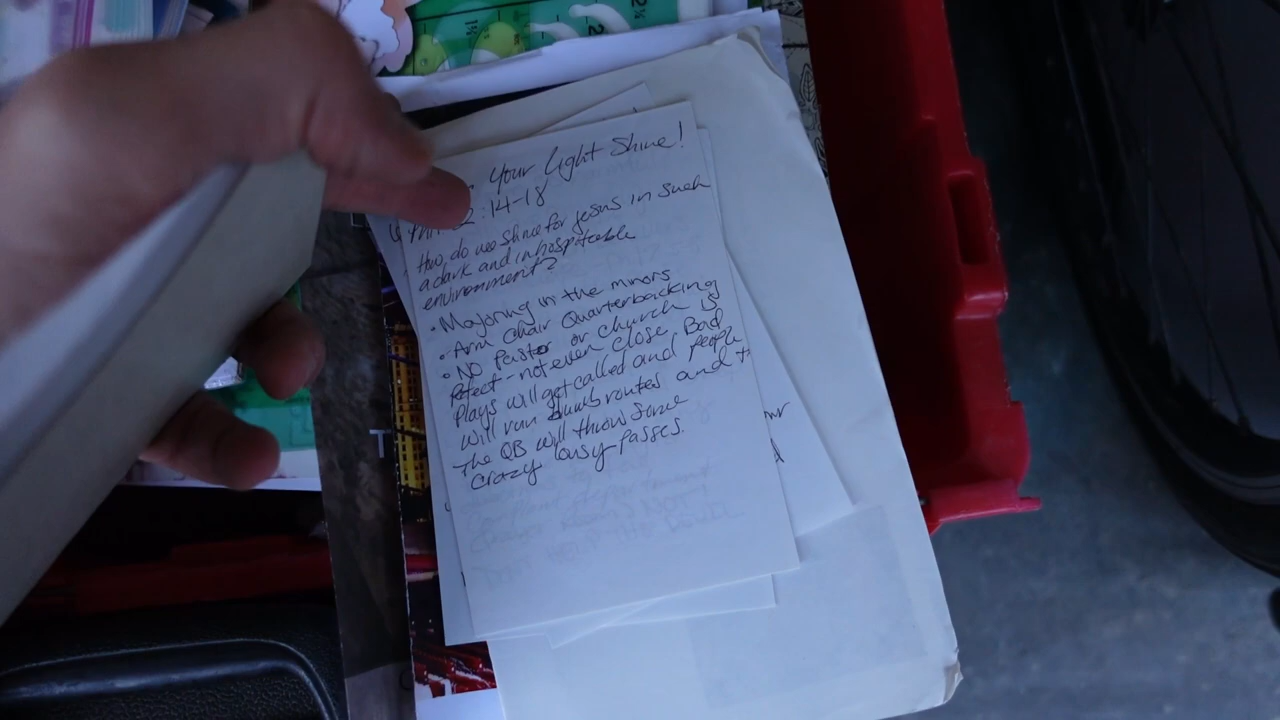 Your light Shine!
2:14-18
How do we shine for Jesus in such
a dark and inhospitable
environment?
• Majoring in the minors
• Arm Chair Quarterbacking
• NO Pastor or church is
Pfect - not even close. Bad
plays will get called and people
will run dumb routes and
The QB will throw some
Crazy lousy passes.
T